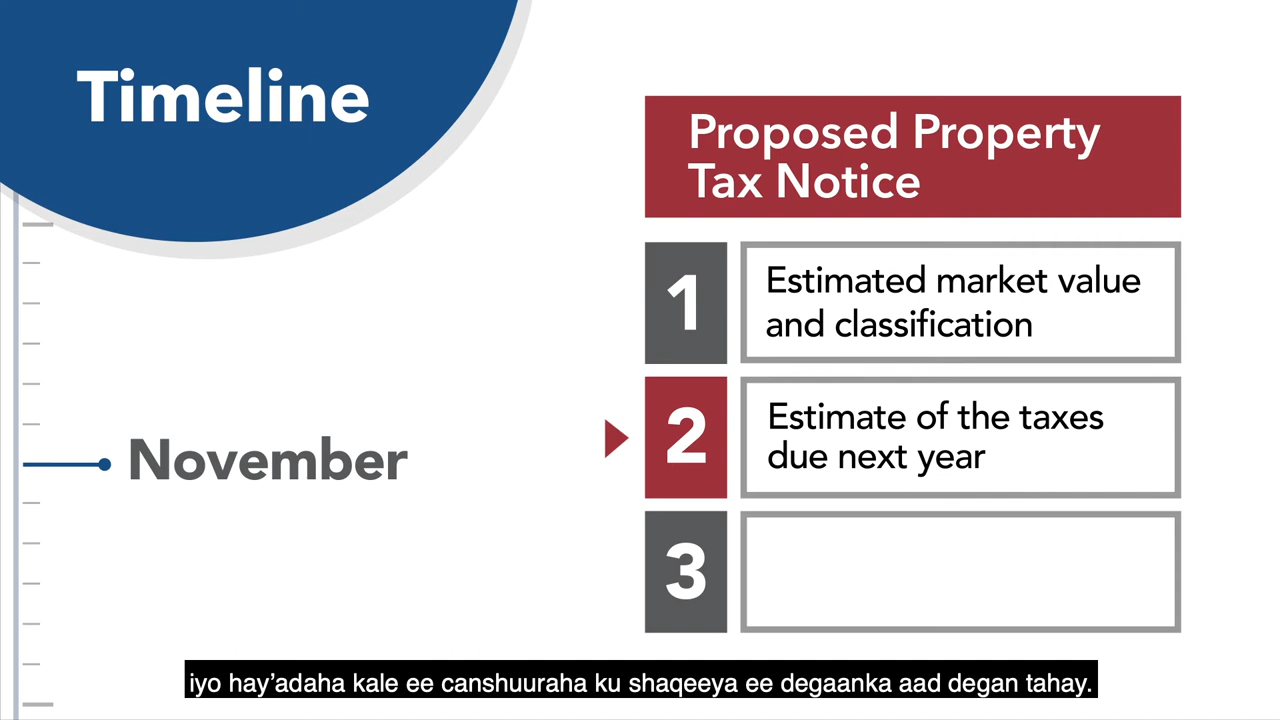 Timeline
Proposed Property
Tax Notice
1
Estimated market value
and classification
2
Estimate of the taxes
due next year
November
3
iyo hay’adaha kale ee canshuuraha ku shaqeeya ee degaanka aad degan tahay.